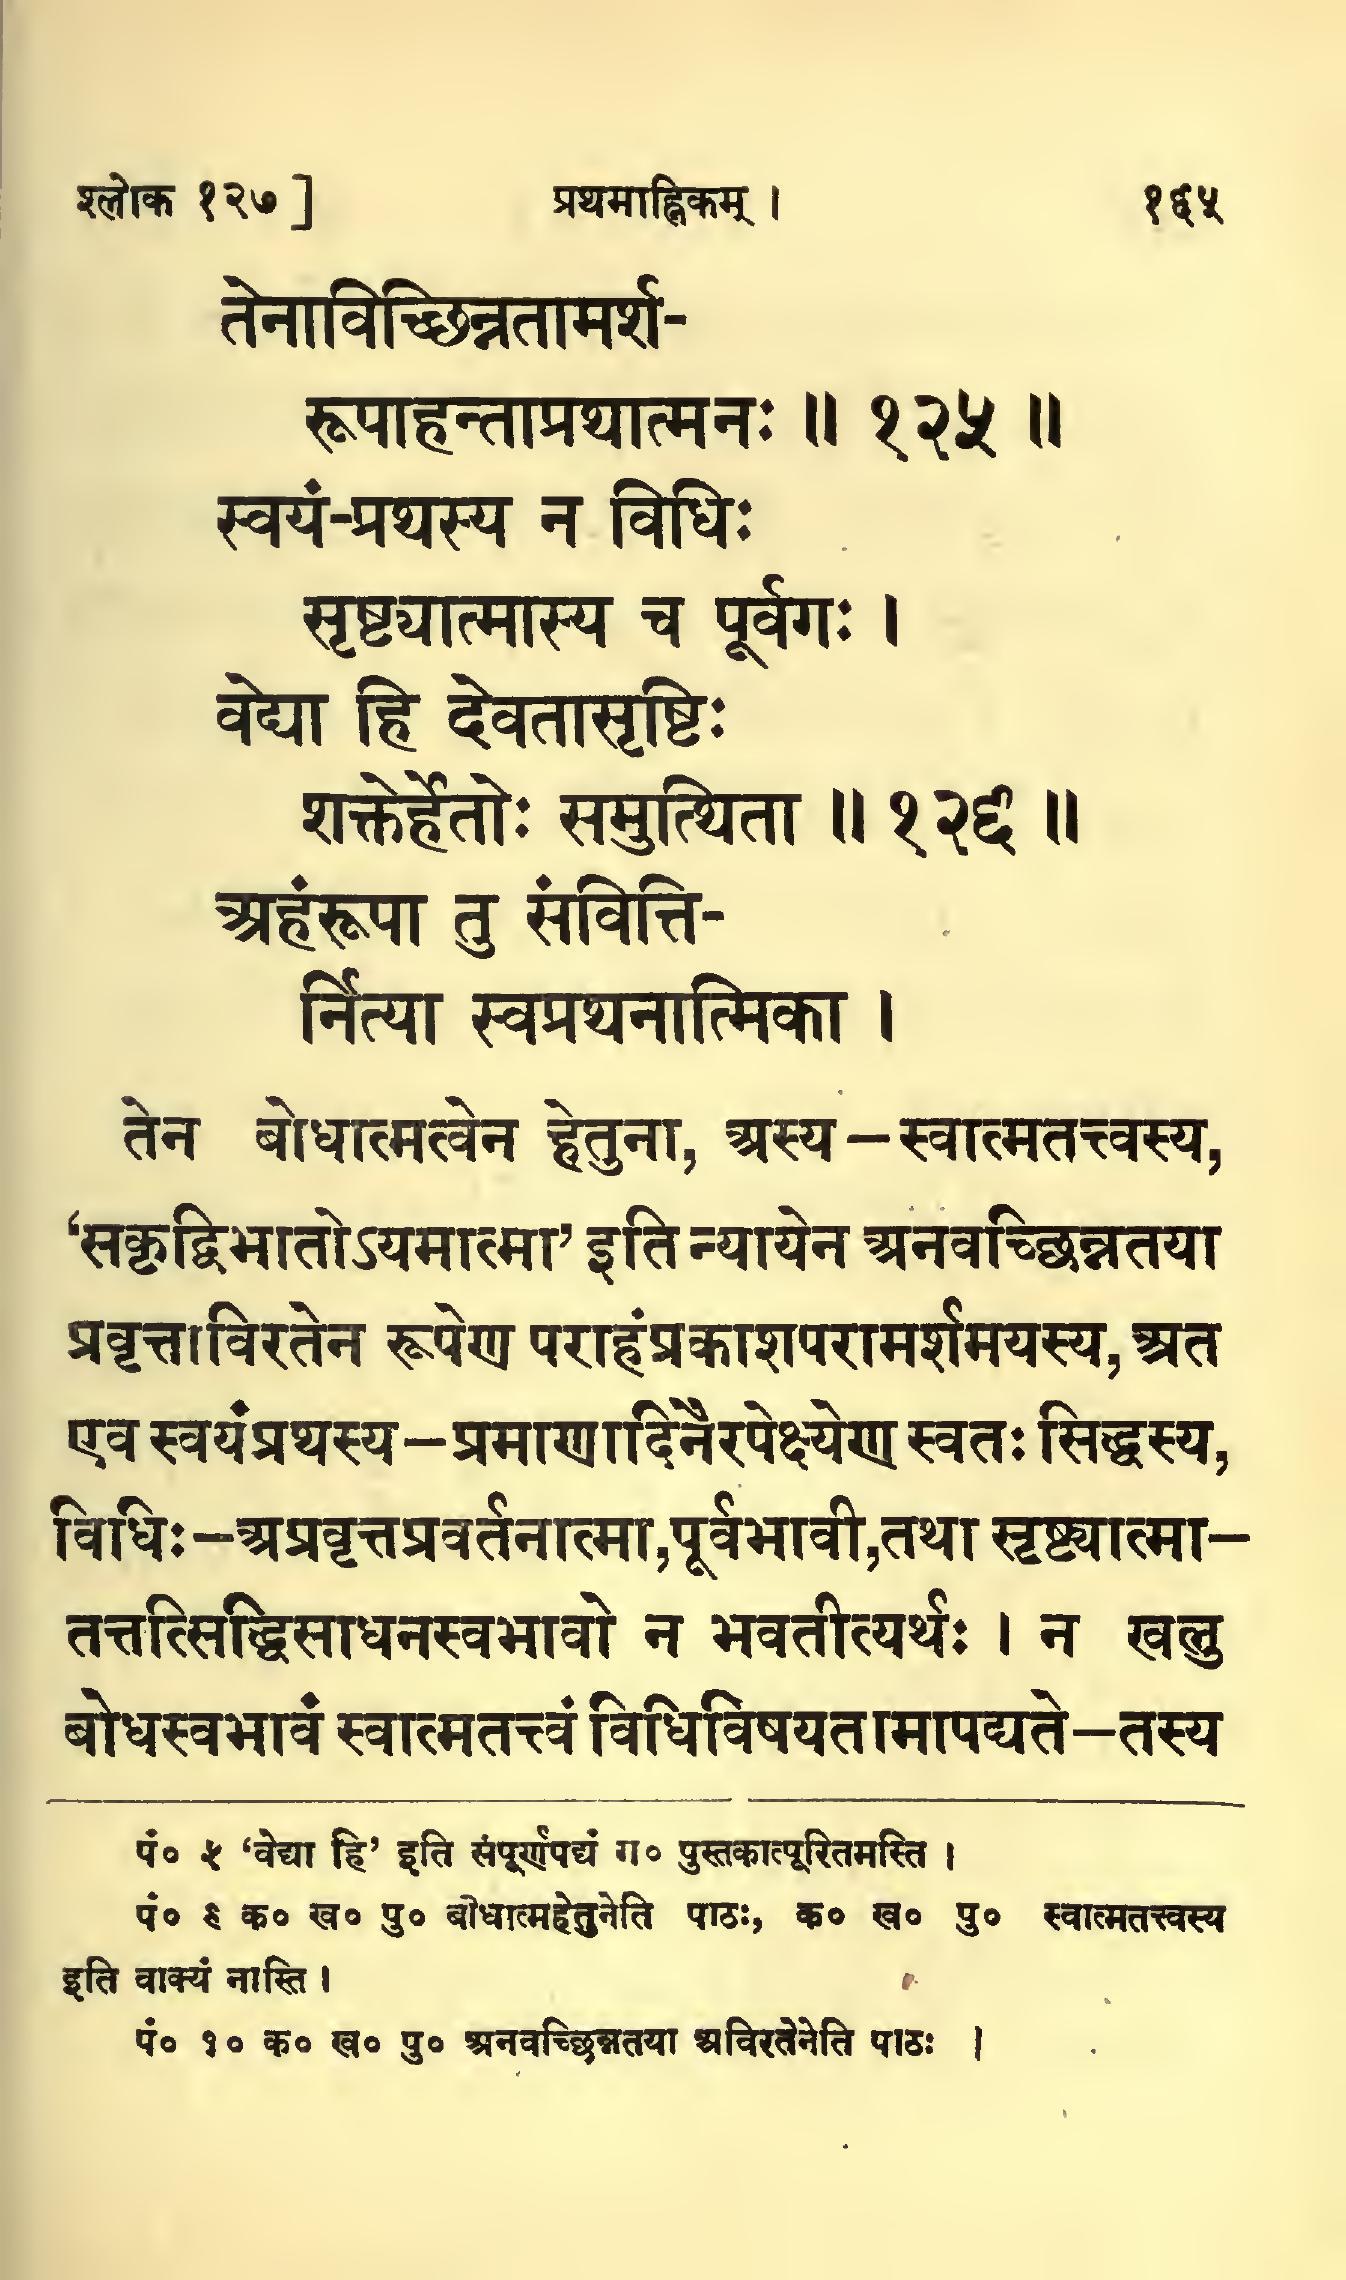 श्लोक १२७] प्रथमाह्निकम् । १६५
तेनाविच्छिन्नतामर्श-
रूपाहन्ताप्रथात्मनः ॥ १२५ ॥
स्वयं-प्रथस्य न विधिः
सृष्ट्यात्मास्य च पूर्वगः ।
वेद्या हि देवतासृष्टिः
शक्तेर्हेतोः समुत्थिता ॥ १२६ ॥
अहंरूपा तु संवित्ति-
र्नित्या स्वप्रथनात्मिका ।
तेन बोधात्मत्वेन हेतुना, अस्य—स्वात्मतत्त्वस्य,
‘सकृद्विभातोऽयमात्मा’ इति न्यायेन अनवच्छिन्नतया
प्रवृत्ताविरतेन रूपेण पराहंप्रकाशपरामर्शमयस्य, अत
एव स्वयंप्रथस्य—प्रमाणादिनैरपेक्ष्येण स्वतः सिद्धस्य,
विधिः—अप्रवृत्तप्रवर्तनात्मा, पूर्वभावी, तथा सृष्ट्यात्मा—
तत्तत्सिद्धिसाधनस्वभावो न भवतीत्यर्थः । न खलु
बोधस्वभावं स्वात्मतत्त्वं विधिविषयतामापद्यते—तस्य
पं० ५ ‘वेद्या हि’ इति संपूर्णपद्यं ग० पुस्तकात्पूरितमस्ति ।
पं० ९ क० ख० पु० बोधात्महेतुनेति पाठः, क० ख० पु० स्वात्मतत्त्वस्य
इति वाक्यं नास्ति ।
पं० १० क० ख० पु० अनवच्छिन्नतया अविरतेनेति पाठः ।